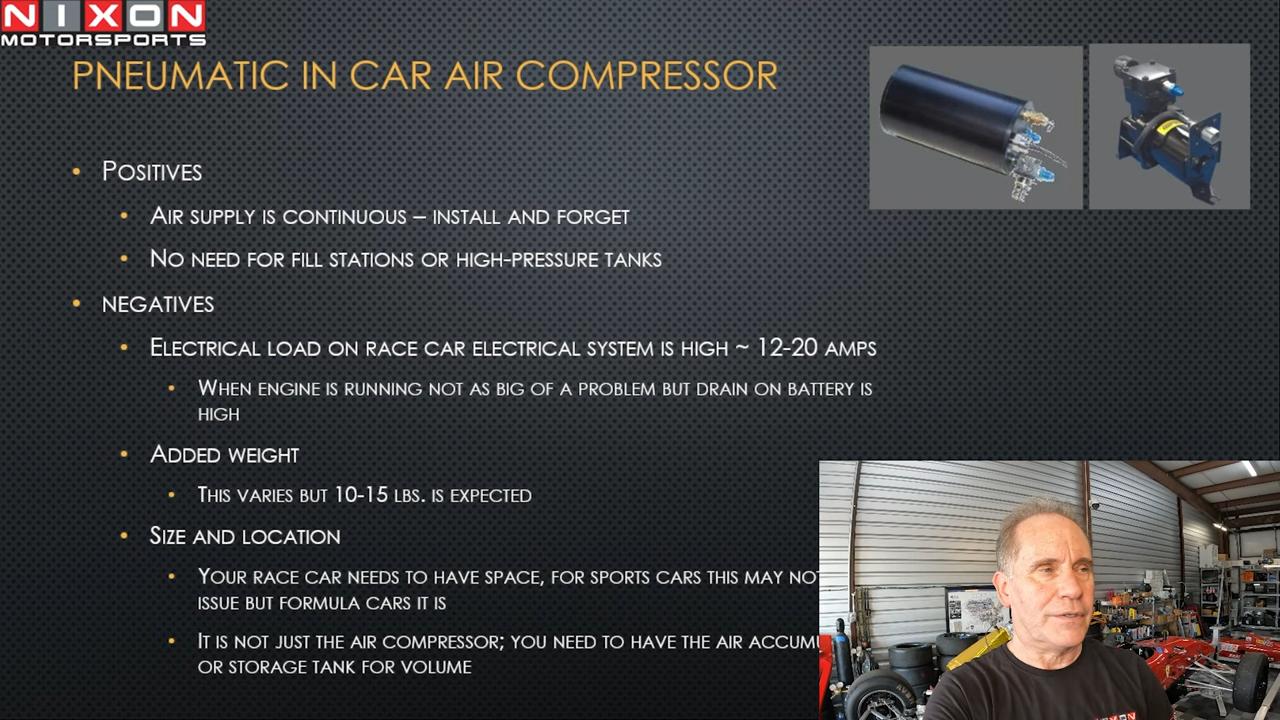 NIXON
MOTORSPORTS
PNEUMATIC IN CAR AIR COMPRESSOR
POSITIVES
AIR SUPPLY IS CONTINUOUS – INSTALL AND FORGET
NO NEED FOR FILL STATIONS OR HIGH-PRESSURE TANKS
NEGATIVES
ELECTRICAL LOAD ON RACE CAR ELECTRICAL SYSTEM IS HIGH ~ 12-20 AMPS
WHEN ENGINE IS RUNNING NOT AS BIG OF A PROBLEM BUT DRAIN ON BATTERY IS
HIGH
ADDED WEIGHT
THIS VARIES BUT 10-15 LBS. IS EXPECTED
SIZE AND LOCATION
YOUR RACE CAR NEEDS TO HAVE SPACE, FOR SPORTS CARS THIS MAY NOT
ISSUE BUT FORMULA CARS IT IS
IT IS NOT JUST THE AIR COMPRESSOR; YOU NEED TO HAVE THE AIR ACCUMU
OR STORAGE TANK FOR VOLUME
NIXON